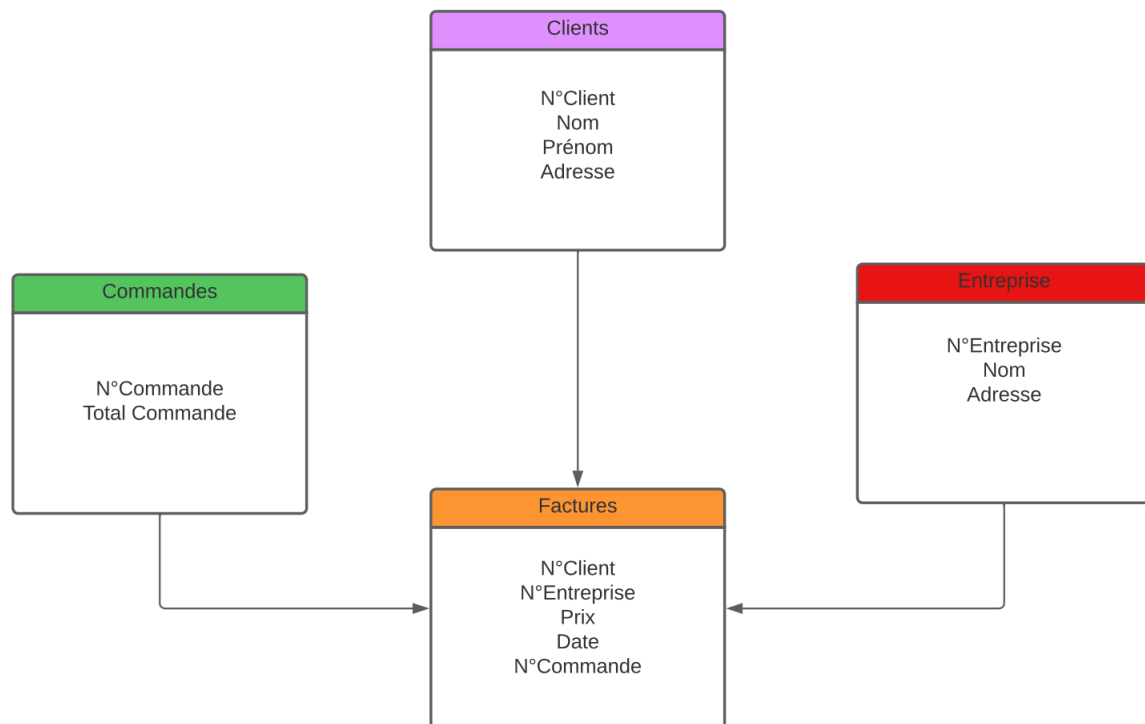 Clients
N°Client
Nom
Prénom
Adresse
Commandes
N°Commande
Total Commande
Entreprise
N°Entreprise
Nom
Adresse
Factures
N°Client
N°Entreprise
Prix
Date
N°Commande